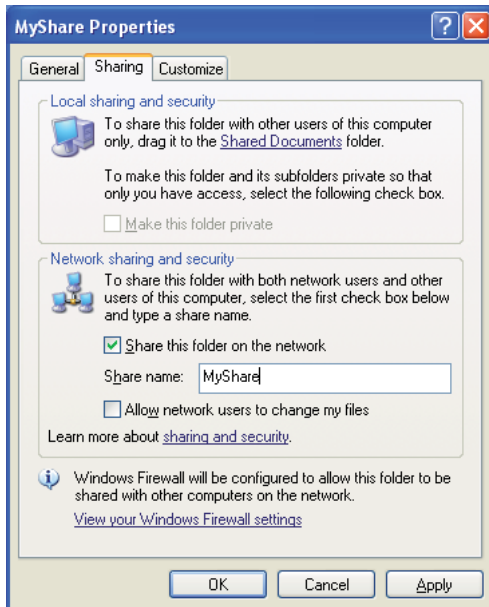 MyShare Properties
General Sharing Customize
Local sharing and security
To share this folder with other users of this computer
only, drag it to the Shared Documents folder.
To make this folder and its subfolders private so that
only you have access, select the following check box.
Make this folder private
Network sharing and security
To share this folder with both network users and other
users of this computer, select the first check box below
and type a share name.
Share this folder on the network
Share name: MyShare
Allow network users to change my files
Learn more about sharing and security.
Windows Firewall will be configured to allow this folder to be
shared with other computers on the network.
View your Windows Firewall settings
OK Cancel Apply